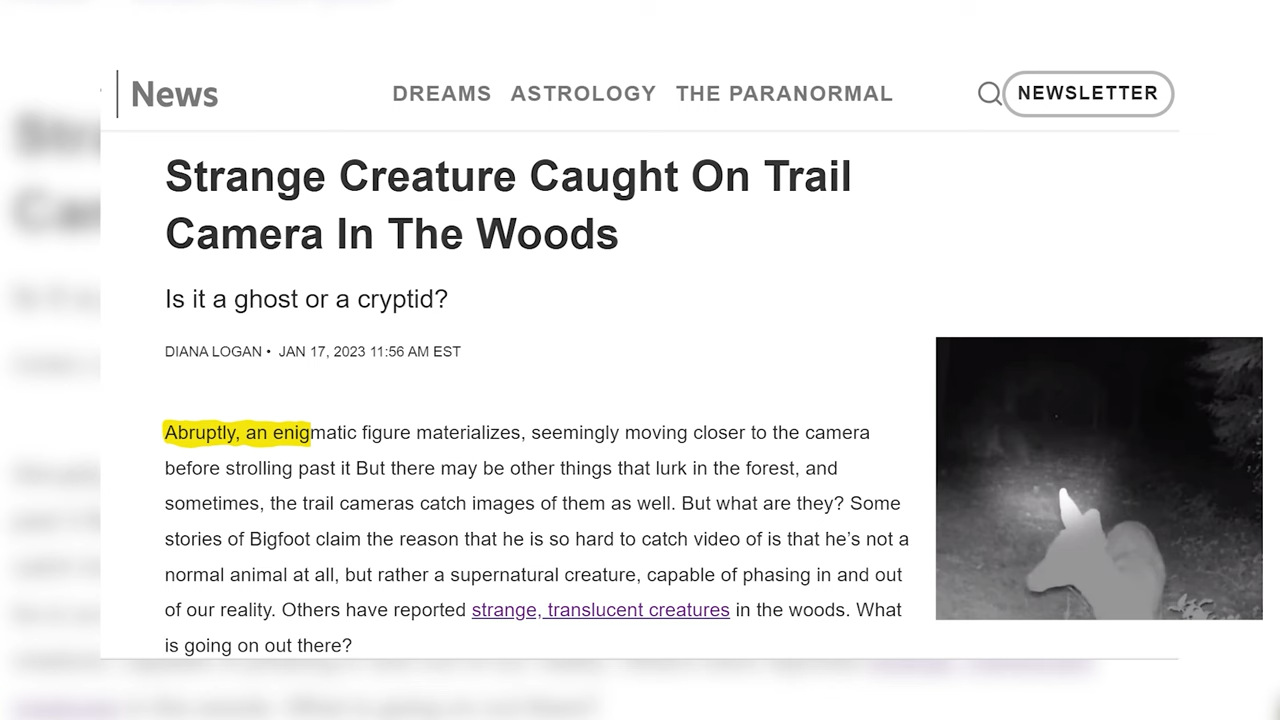 News
DREAMS ASTROLOGY THE PARANORMAL
NEWSLETTER
Strange Creature Caught On Trail
Camera In The Woods
Is it a ghost or a cryptid?
DIANA LOGAN • JAN 17, 2023 11:56 AM EST
Abruptly, an enigmatic figure materializes, seemingly moving closer to the camera
before strolling past it But there may be other things that lurk in the forest, and
sometimes, the trail cameras catch images of them as well. But what are they? Some
stories of Bigfoot claim the reason that he is so hard to catch video of is that he’s not a
normal animal at all, but rather a supernatural creature, capable of phasing in and out
of our reality. Others have reported strange, translucent creatures in the woods. What
is going on out there?